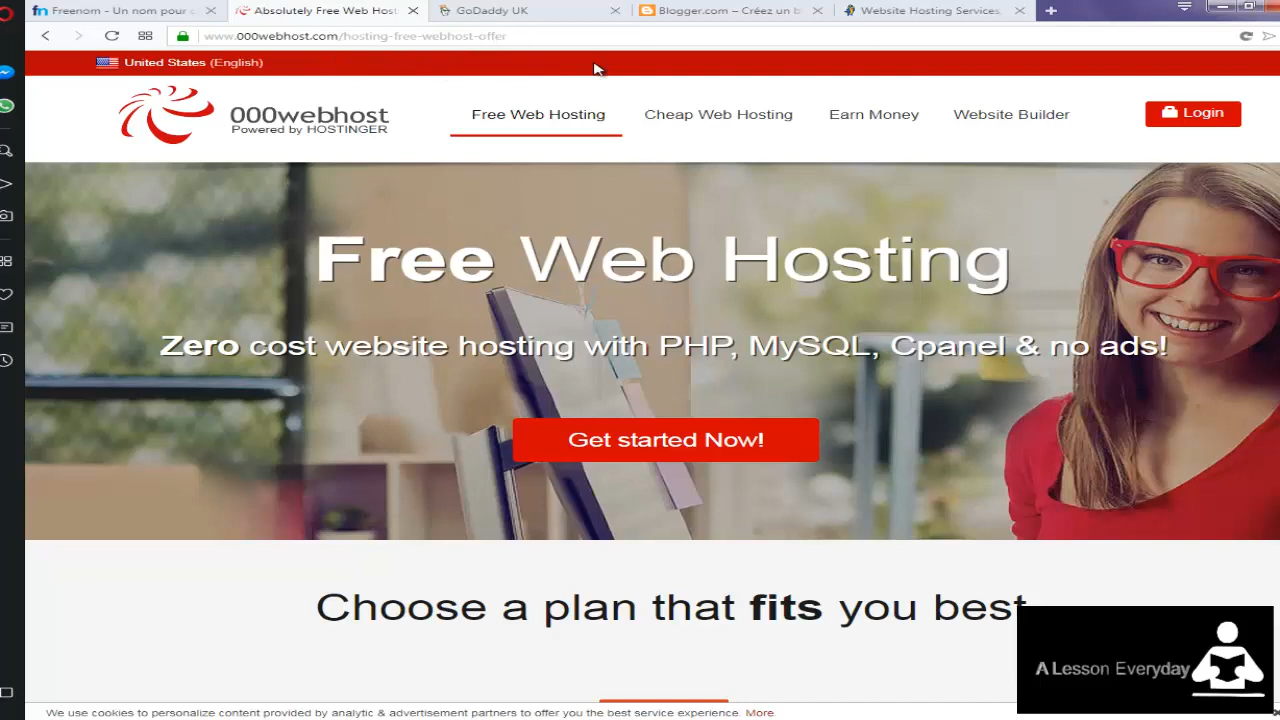 Freenom - Un nom pour c
Absolutely Free Web Host
GoDaddy UK
Blogger.com – Créez un b
Website Hosting Services,
www.000webhost.com/hosting-free-webhost-offer
United States (English)
000webhost
Powered by HOSTINGER
Free Web Hosting
Cheap Web Hosting
Earn Money
Website Builder
Login
Free Web Hosting
Zero cost website hosting with PHP, MySQL, Cpanel & no ads!
Get started Now!
Choose a plan that fits you best
A Lesson Everyday
We use cookies to personalize content provided by analytic & advertisement partners to offer you the best service experience. More